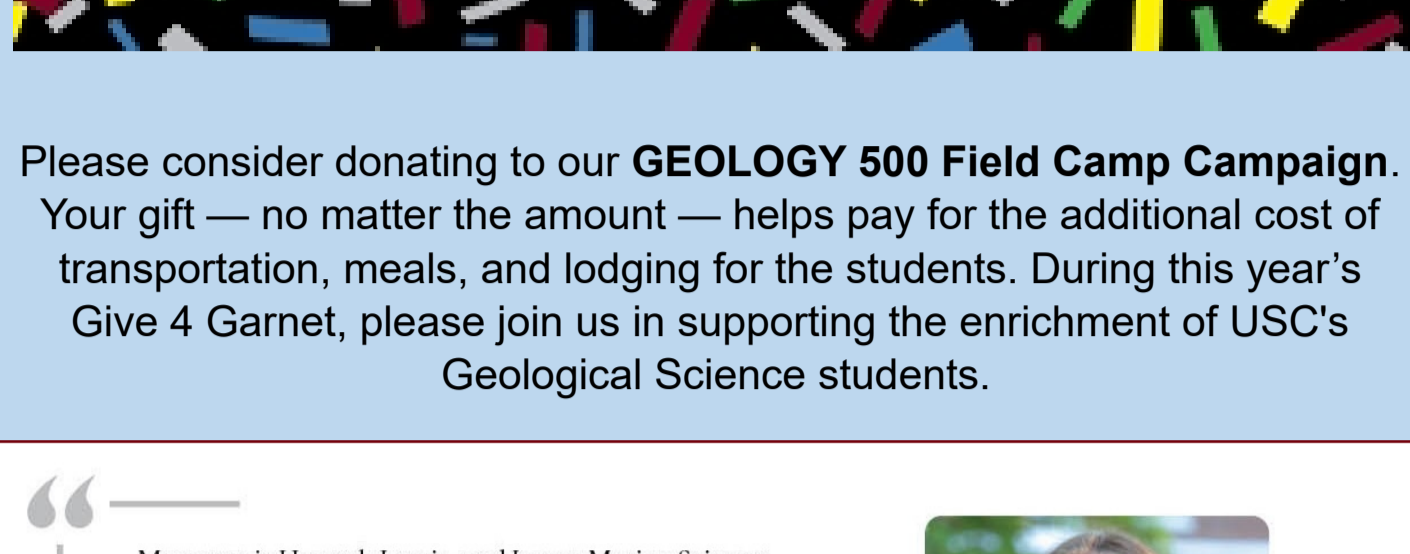 Please consider donating to our GEOLOGY 500 Field Camp Campaign.
Your gift — no matter the amount — helps pay for the additional cost of
transportation, meals, and lodging for the students. During this year’s
Give 4 Garnet, please join us in supporting the enrichment of USC's
Geological Science students.
“